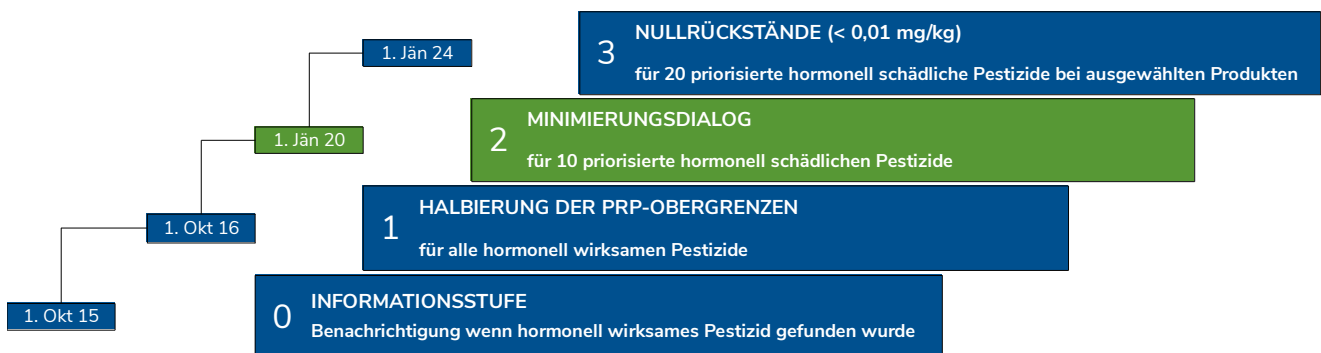 1. Jän 24
3
NULLRÜCKSTÄNDE (< 0,01 mg/kg)
für 20 priorisierte hormonell schädliche Pestizide bei ausgewählten Produkten
1. Jän 20
2
MINIMIERUNGSDIALOG
für 10 priorisierte hormonell schädlichen Pestizide
1. Okt 16
1
HALBIERUNG DER PRP-OBERGRENZEN
für alle hormonell wirksamen Pestizide
1. Okt 15
0
INFORMATIONSSTUFE
Benachrichtigung wenn hormonell wirksames Pestizid gefunden wurde